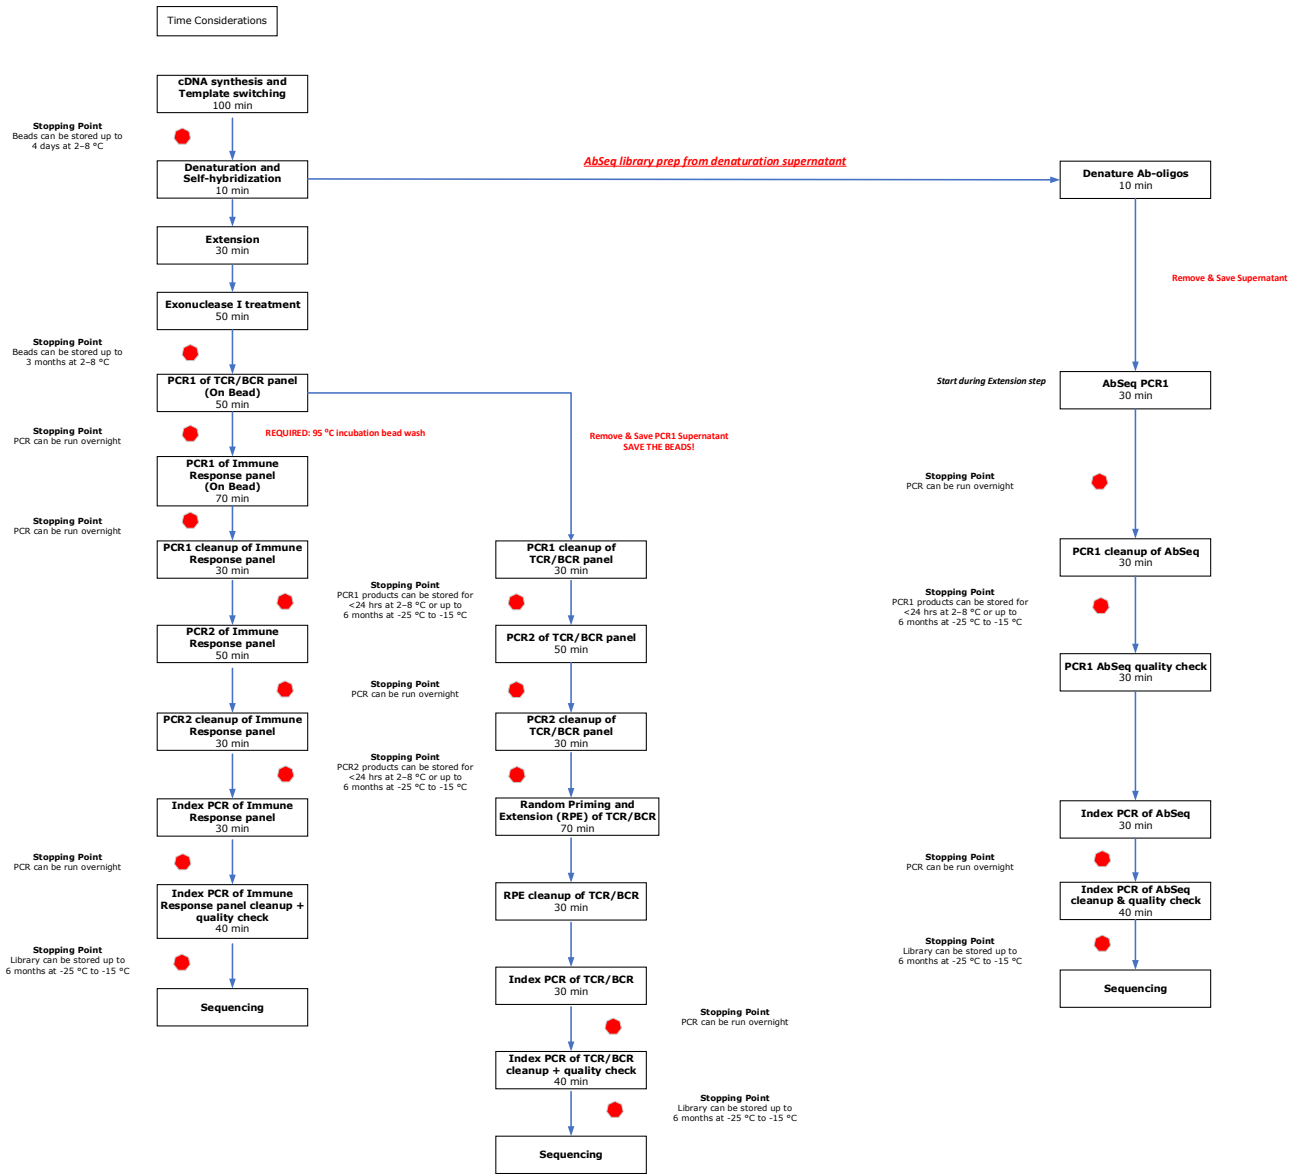 Time Considerations
cDNA synthesis and
Template switching
100 min
Stopping Point
Beads can be stored up to
4 days at 2–8 °C
Denaturation and
Self-hybridization
10 min
AbSeq library prep from denaturation supernatant
Denature Ab-oligos
10 min
Extension
30 min
Remove & Save Supernatant
Exonuclease I treatment
50 min
Stopping Point
Beads can be stored up to
3 months at 2–8 °C
PCR1 of TCR/BCR panel
(On Bead)
50 min
Start during Extension step
AbSeq PCR1
30 min
Stopping Point
PCR can be run overnight
REQUIRED: 95 °C incubation bead wash
Remove & Save PCR1 Supernatant
SAVE THE BEADS!
PCR1 of Immune
Response panel
(On Bead)
70 min
Stopping Point
PCR can be run overnight
Stopping Point
PCR can be run overnight
PCR1 cleanup of Immune
Response panel
30 min
PCR1 cleanup of
TCR/BCR panel
30 min
PCR1 cleanup of AbSeq
30 min
Stopping Point
PCR1 products can be stored for
<24 hrs at 2–8 °C or up to
6 months at -25 °C to -15 °C
Stopping Point
PCR1 products can be stored for
<24 hrs at 2–8 °C or up to
6 months at -25 °C to -15 °C
PCR2 of Immune
Response panel
50 min
PCR2 of TCR/BCR panel
50 min
PCR1 AbSeq quality check
30 min
Stopping Point
PCR can be run overnight
PCR2 cleanup of Immune
Response panel
30 min
PCR2 cleanup of
TCR/BCR panel
30 min
Stopping Point
PCR2 products can be stored for
<24 hrs at 2–8 °C or up to
6 months at -25 °C to -15 °C
Index PCR of Immune
Response panel
30 min
Random Priming and
Extension (RPE) of TCR/BCR
70 min
Index PCR of AbSeq
30 min
Stopping Point
PCR can be run overnight
Stopping Point
PCR can be run overnight
Index PCR of Immune
Response panel cleanup +
quality check
40 min
RPE cleanup of TCR/BCR
30 min
Index PCR of AbSeq
cleanup & quality check
40 min
Stopping Point
Library can be stored up to
6 months at -25 °C to -15 °C
Stopping Point
Library can be stored up to
6 months at -25 °C to -15 °C
Sequencing
Index PCR of TCR/BCR
30 min
Sequencing
Stopping Point
PCR can be run overnight
Index PCR of TCR/BCR
cleanup + quality check
40 min
Stopping Point
Library can be stored up to
6 months at -25 °C to -15 °C
Sequencing